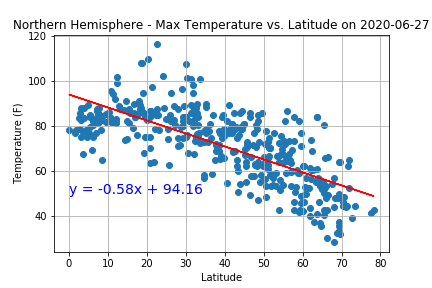 Northern Hemisphere - Max Temperature vs. Latitude on 2020-06-27
120
100
80
60
40
Temperature (F)
y = -0.58x + 94.16
0 10 20 30 40 50 60 70 80
Latitude